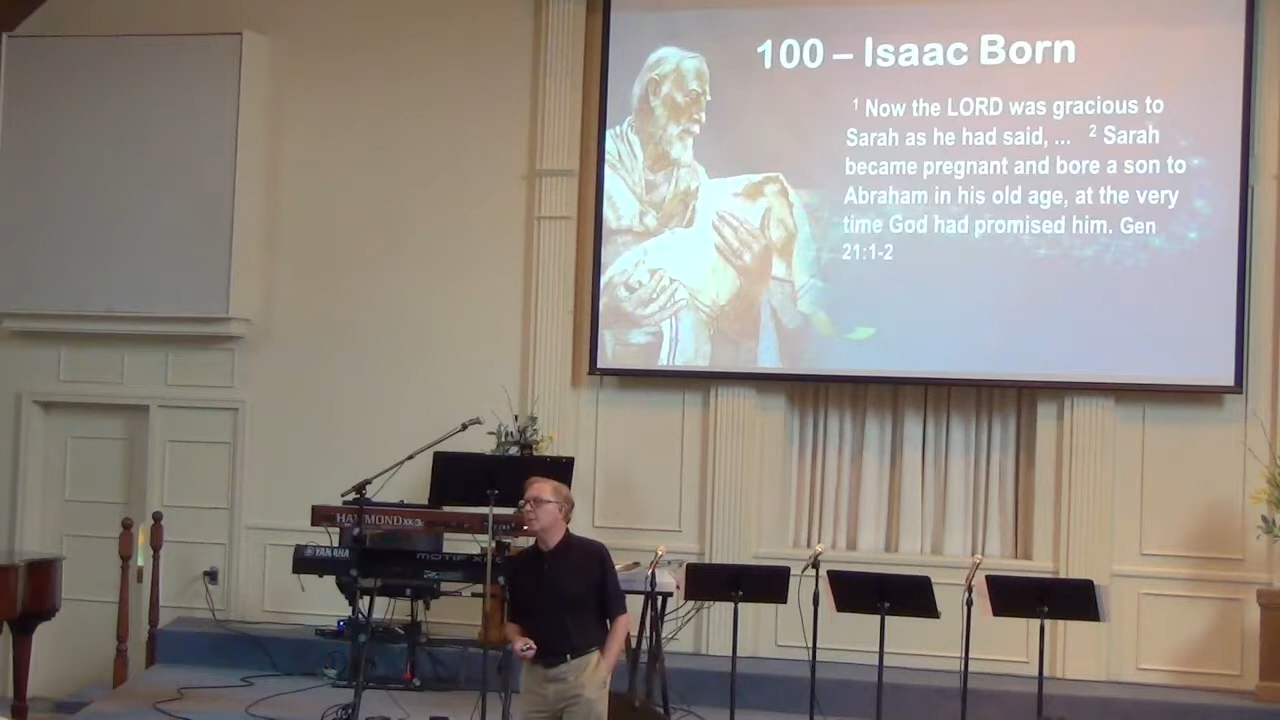 100 – Isaac Born
1 Now the LORD was gracious to
Sarah as he had said, ... 2 Sarah
became pregnant and bore a son to
Abraham in his old age, at the very
time God had promised him. Gen
21:1-2
HAMMOND XK-3c
YAMAHA
MOTIF